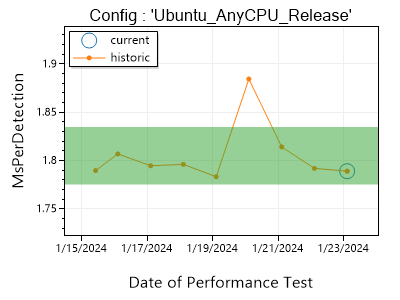 Config : 'Ubuntu_AnyCPU_Release'
current
historic
1.9
1.85
1.8
1.75
MsPerDetection
1/15/2024 1/17/2024 1/19/2024 1/21/2024 1/23/2024
Date of Performance Test